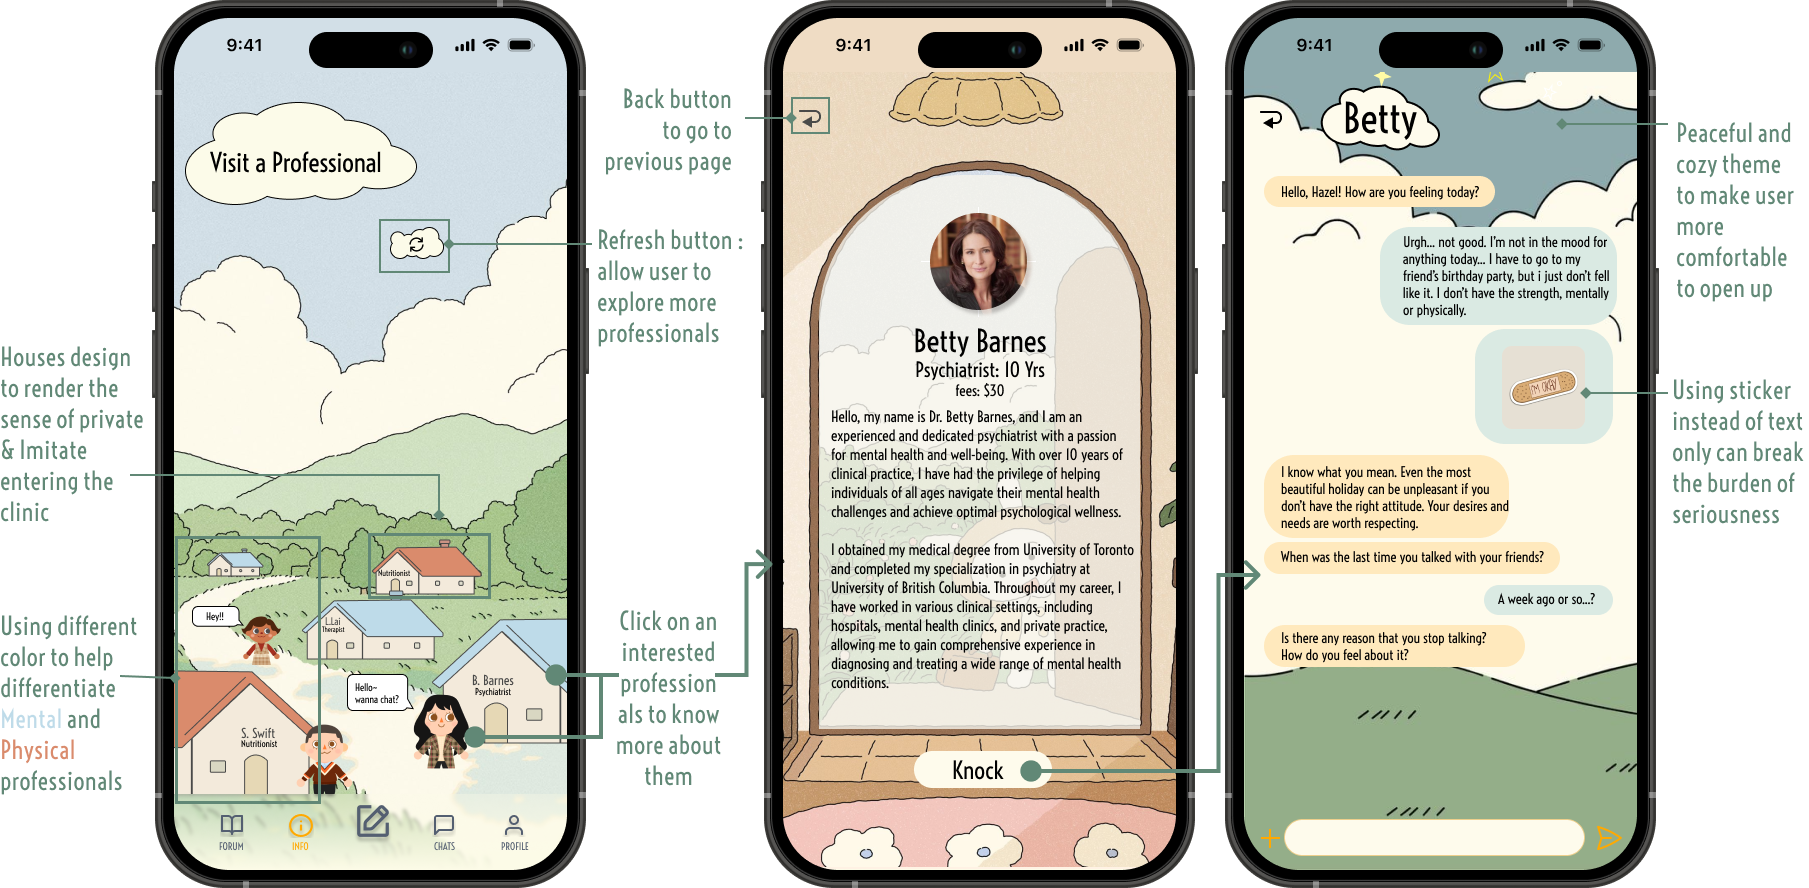 Houses design
to render the
sense of private
& Imitate
entering the
clinic
Using different
color to help
differentiate
Mental and
Physical
professionals
9:41
Visit a Professional
Nutritionist
Hey!!
L.Lai
Therapist
Hello~
wanna chat?
B. Barnes
Psychiatrist
S. Swift
Nutritionist
FORUM
INFO
CHATS
PROFILE
Back button
to go to
previous page
Refresh button :
allow user to
explore more
professionals
Click on an
interested
profession
als to know
more about
them
9:41
Betty Barnes
Psychiatrist: 10 Yrs
fees: $30
Hello, my name is Dr. Betty Barnes, and I am an
experienced and dedicated psychiatrist with a passion
for mental health and well-being. With over 10 years of
clinical practice, I have had the privilege of helping
individuals of all ages navigate their mental health
challenges and achieve optimal psychological wellness.
I obtained my medical degree from University of Toronto
and completed my specialization in psychiatry at
University of British Columbia. Throughout my career, I
have worked in various clinical settings, including
hospitals, mental health clinics, and private practice,
allowing me to gain comprehensive experience in
diagnosing and treating a wide range of mental health
conditions.
Knock
9:41
Betty
Hello, Hazel! How are you feeling today?
Urgh... not good. I'm not in the mood for
anything today... I have to go to my
friend's birthday party, but i just don't fell
like it. I don't have the strength, mentally
or physically.
I'M OKAY
I know what you mean. Even the most
beautiful holiday can be unpleasant if you
don't have the right attitude. Your desires and
needs are worth respecting.
When was the last time you talked with your friends?
A week ago or so...?
Is there any reason that you stop talking?
How do you feel about it?
Peaceful and
cozy theme
to make user
more
comfortable
to open up
Using sticker
instead of text
only can break
the burden of
seriousness